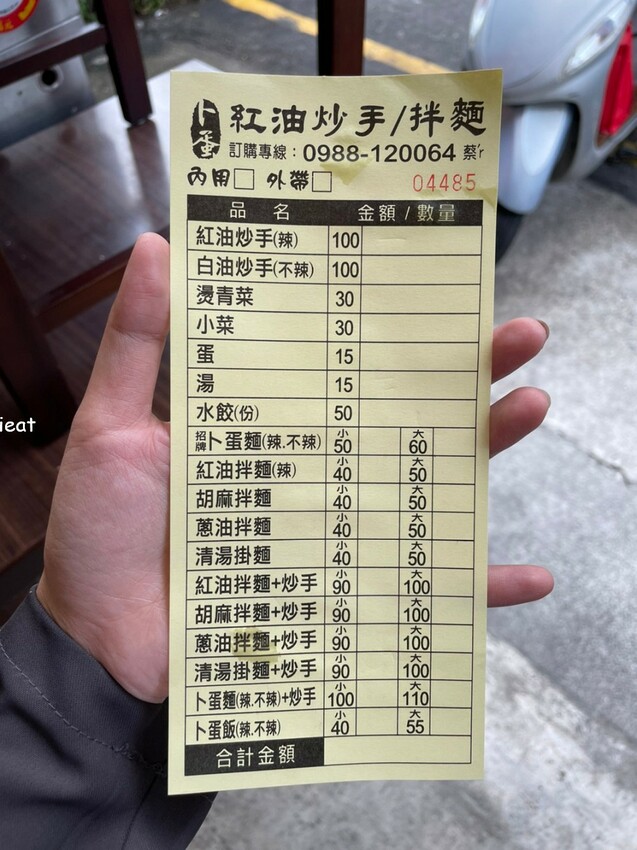 卜蛋
紅油炒手/拌麵
訂購專線：0988-120064 蔡'r
內用□ 外帶□ 04485
品 名 金額 / 數量
紅油炒手(辣) 100
白油炒手(不辣) 100
燙青菜 30
小菜 30
蛋 15
湯 15
水餃(份) 50
招牌卜蛋麵(辣.不辣) 小50 大60
紅油拌麵(辣) 小40 大50
胡麻拌麵 小40 大50
蔥油拌麵 小40 大50
清湯掛麵 小40 大50
紅油拌麵+炒手 小90 大100
胡麻拌麵+炒手 小90 大100
蔥油拌麵+炒手 小90 大100
清湯掛麵+炒手 小90 大100
卜蛋麵(辣.不辣)+炒手 小100 大110
卜蛋飯(辣.不辣) 小40 大55
合計金額
ieat